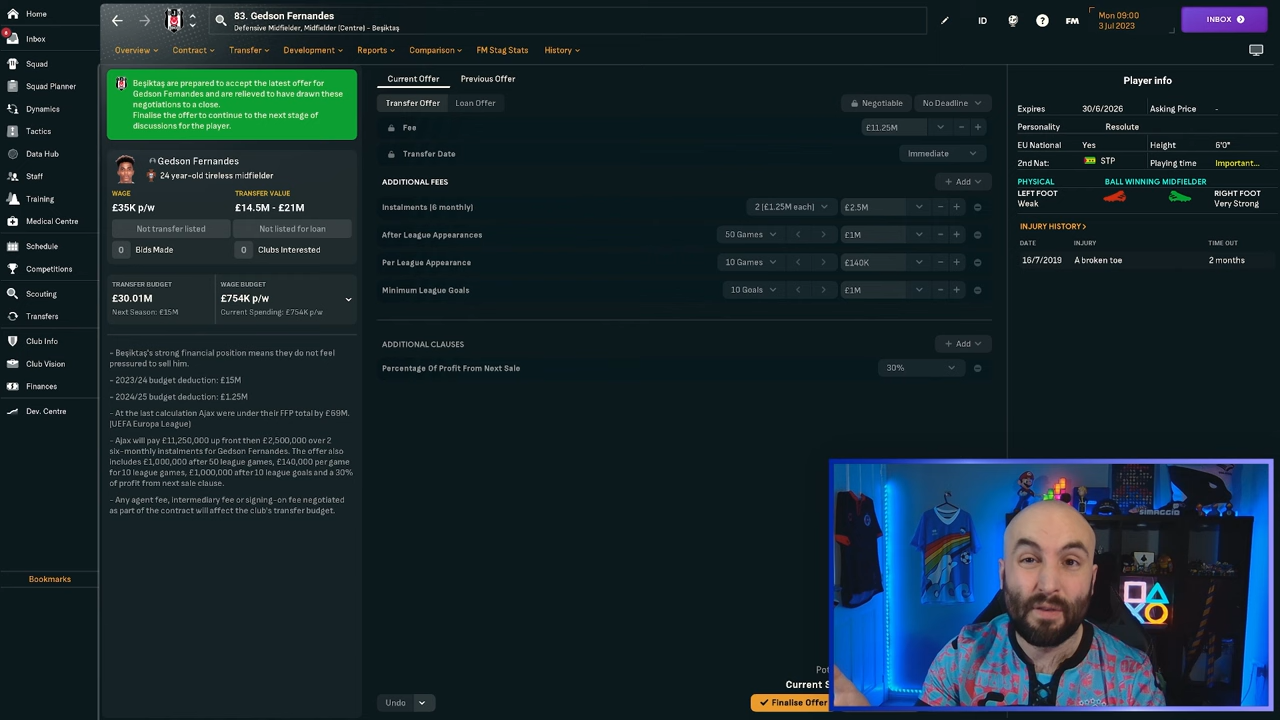 Home
6
Inbox
Squad
Squad Planner
Dynamics
Tactics
Data Hub
Staff
Training
Medical Centre
Schedule
Competitions
Scouting
Transfers
Club Info
Club Vision
Finances
Dev. Centre
Bookmarks
83. Gedson Fernandes
Defensive Midfielder, Midfielder (Centre) - Beşiktaş
ID
FM
Mon 09:00
3 Jul 2023
INBOX
Overview
Contract
Transfer
Development
Reports
Comparison
FM Stag Stats
History
Beşiktaş are prepared to accept the latest offer for
Gedson Fernandes and are relieved to have drawn these
negotiations to a close.
Finalise the offer to continue to the next stage of
discussions for the player.
Gedson Fernandes
24 year-old tireless midfielder
WAGE
TRANSFER VALUE
£35K p/w
£14.5M - £21M
Not transfer listed
Not listed for loan
0 Bids Made
0 Clubs Interested
TRANSFER BUDGET
WAGE BUDGET
£30.01M
£754K p/w
Next Season: £15M
Current Spending: £754K p/w
- Beşiktaş's strong financial position means they do not feel
pressured to sell him.
- 2023/24 budget deduction: £15M
- 2024/25 budget deduction: £1.25M
- At the last calculation Ajax were under their FFP total by £69M.
(UEFA Europa League)
- Ajax will pay £11,250,000 up front then £2,500,000 over 2
six-monthly instalments for Gedson Fernandes. The offer also
includes £1,000,000 after 50 league games, £140,000 per game
for 10 league games, £1,000,000 after 10 league goals and a 30%
of profit from next sale clause.
- Any agent fee, intermediary fee or signing-on fee negotiated
as part of the contract will affect the club's transfer budget.
Current Offer
Previous Offer
Transfer Offer
Loan Offer
Negotiable
No Deadline
Fee
£11.25M
Transfer Date
Immediate
ADDITIONAL FEES
Add
Instalments (6 monthly)
2 (£1.25M each)
£2.5M
After League Appearances
50 Games
£1M
Per League Appearance
10 Games
£140K
Minimum League Goals
10 Goals
£1M
ADDITIONAL CLAUSES
Add
Percentage Of Profit From Next Sale
30%
Undo
Current S
Finalise Offer
Player info
Expires
30/6/2026
Asking Price
-
Personality
Resolute
EU National
Yes
Height
6'0"
2nd Nat:
STP
Playing time
Important...
PHYSICAL
BALL WINNING MIDFIELDER
LEFT FOOT
Weak
RIGHT FOOT
Very Strong
INJURY HISTORY >
DATE
INJURY
TIME OUT
16/7/2019
A broken toe
2 months